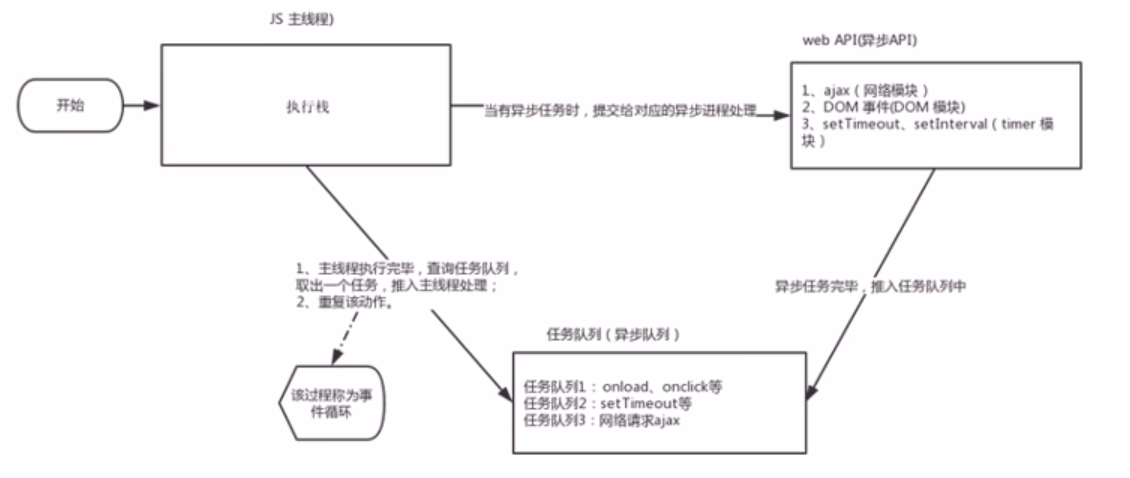 JS 主线程)
web API(异步API)
开始
执行栈
当有异步任务时，提交给对应的异步进程处理
1、ajax（网络模块）
2、DOM 事件(DOM 模块)
3、setTimeout、setInterval（timer 模
块）
1、主线程执行完毕，查询任务队列，
取出一个任务，推入主线程处理；
2、重复该动作。
异步任务完毕，推入任务队列中
任务队列（异步队列）
该过程称为事
件循环
任务队列1：onload、onclick等
任务队列2：setTimeout等
任务队列3：网络请求ajax